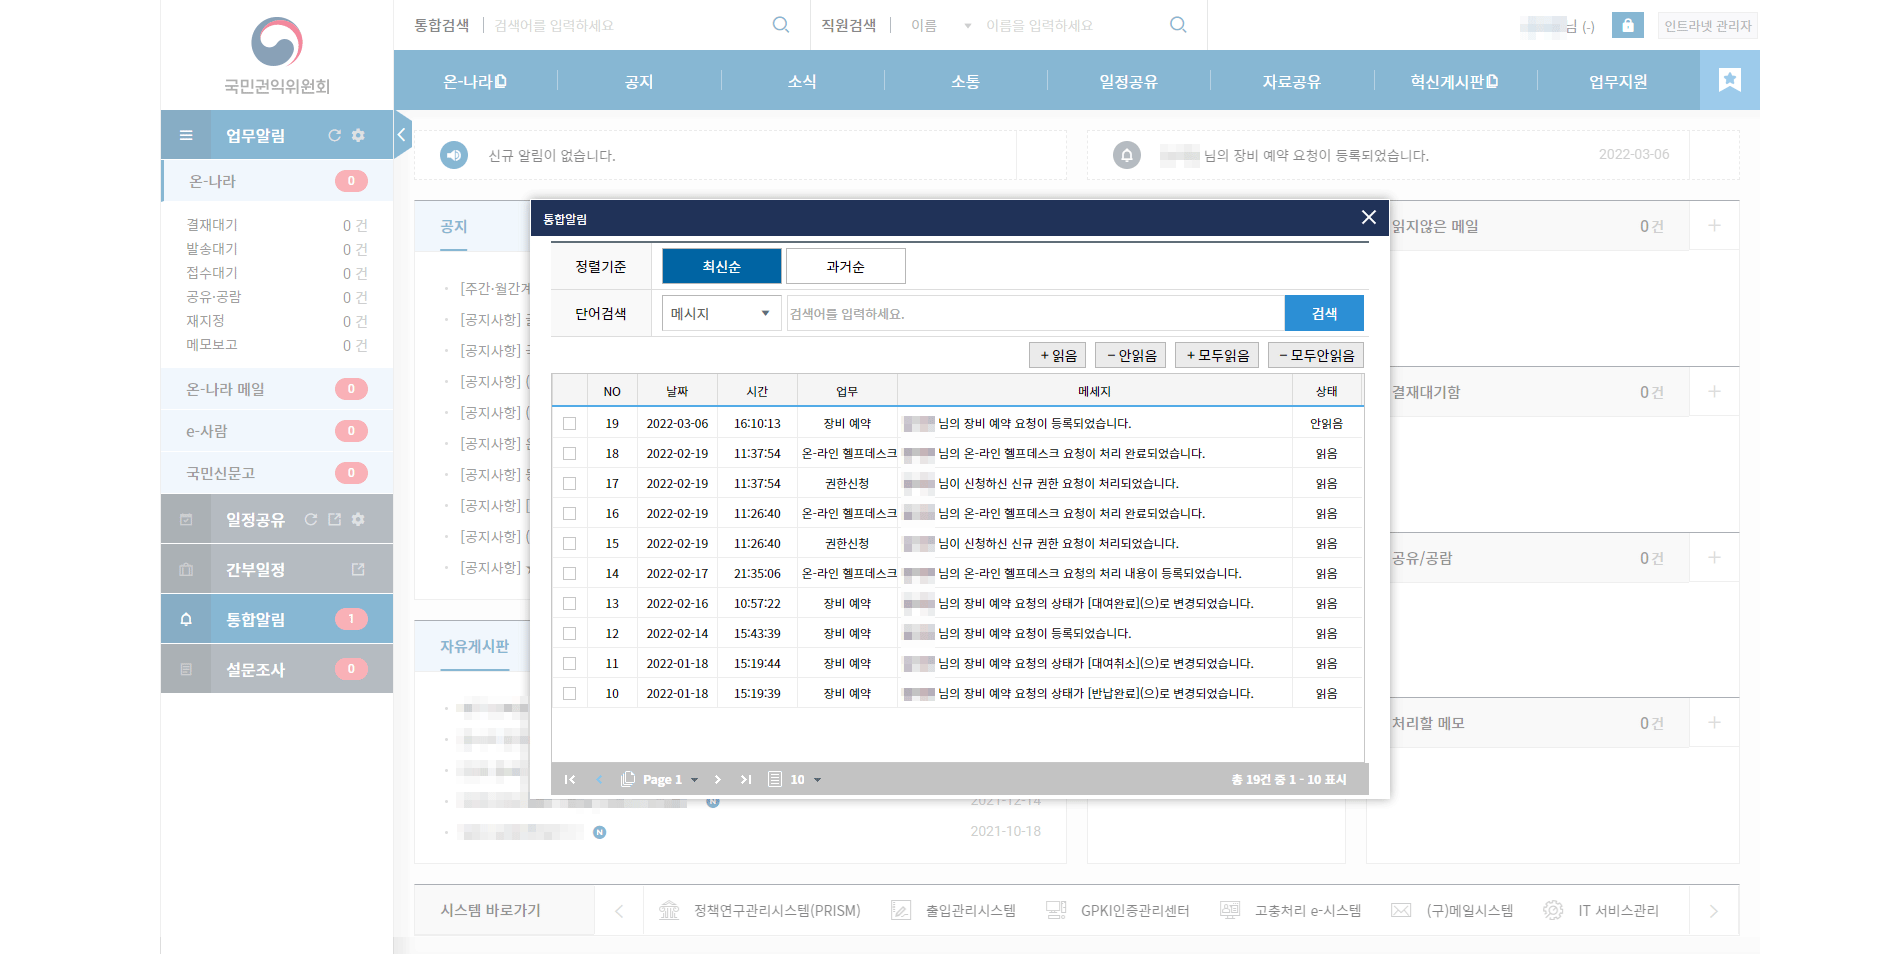 통합검색 검색어를 입력하세요 직원검색 이름 이름을 입력하세요 님 (-) 인트라넷 관리자
국민권익위원회
온-나라 공지 소식 소통 일정공유 자료공유 혁신게시판 업무지원
업무알림
신규 알림이 없습니다.
님의 장비 예약 요청이 등록되었습니다. 2022-03-06
온-나라 0
결재대기 0 건
발송대기 0 건
접수대기 0 건
공유·공람 0 건
재지정 0 건
메모보고 0 건
온-나라 메일 0
e-사람 0
국민신문고 0
일정공유
간부일정
통합알림 1
설문조사 0
공지
[주간·월간계
[공지사항]
[공지사항]
[공지사항] (
[공지사항] (
[공지사항]
[공지사항]
[공지사항] [
[공지사항] (
[공지사항]
자유게시판
N 2021-12-14
N 2021-10-18
통합알림
정렬기준 최신순 과거순
단어검색 메시지 검색어를 입력하세요. 검색
+ 읽음 − 안읽음 + 모두읽음 − 모두안읽음
NO 날짜 시간 업무 메세지 상태
19 2022-03-06 16:10:13 장비 예약 님의 장비 예약 요청이 등록되었습니다. 안읽음
18 2022-02-19 11:37:54 온-라인 헬프데스크 님의 온-라인 헬프데스크 요청이 처리 완료되었습니다. 읽음
17 2022-02-19 11:37:54 권한신청 님이 신청하신 신규 권한 요청이 처리되었습니다. 읽음
16 2022-02-19 11:26:40 온-라인 헬프데스크 님의 온-라인 헬프데스크 요청이 처리 완료되었습니다. 읽음
15 2022-02-19 11:26:40 권한신청 님이 신청하신 신규 권한 요청이 처리되었습니다. 읽음
14 2022-02-17 21:35:06 온-라인 헬프데스크 님의 온-라인 헬프데스크 요청의 처리 내용이 등록되었습니다. 읽음
13 2022-02-16 10:57:22 장비 예약 님의 장비 예약 요청의 상태가 [대여완료](으)로 변경되었습니다. 읽음
12 2022-02-14 15:43:39 장비 예약 님의 장비 예약 요청이 등록되었습니다. 읽음
11 2022-01-18 15:19:44 장비 예약 님의 장비 예약 요청의 상태가 [대여취소](으)로 변경되었습니다. 읽음
10 2022-01-18 15:19:39 장비 예약 님의 장비 예약 요청의 상태가 [반납완료](으)로 변경되었습니다. 읽음
Page 1 10 총 19건 중 1 - 10 표시
읽지않은 메일 0 건
결재대기함 0 건
공유/공람 0 건
처리할 메모 0 건
시스템 바로가기 정책연구관리시스템(PRISM) 출입관리시스템 GPKI인증관리센터 고충처리 e-시스템 (구)메일시스템 IT 서비스관리